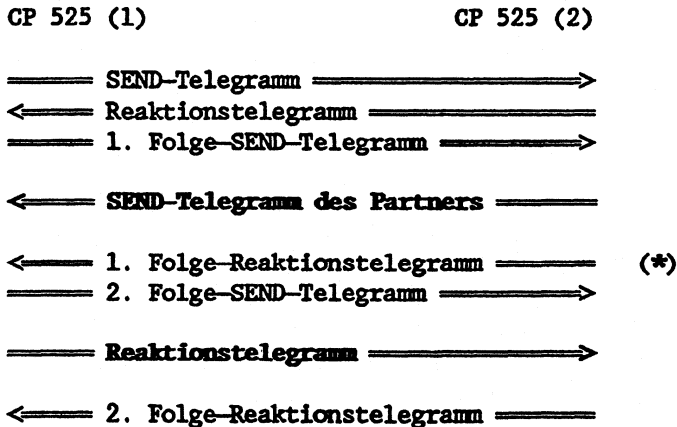 CP 525 (1) CP 525 (2)
SEND-Telegramm
Reaktionstelegramm
1. Folge-SEND-Telegramm
SEND-Telegramm des Partners
1. Folge-Reaktionstelegramm (*)
2. Folge-SEND-Telegramm
Reaktionstelegramm
2. Folge-Reaktionstelegramm